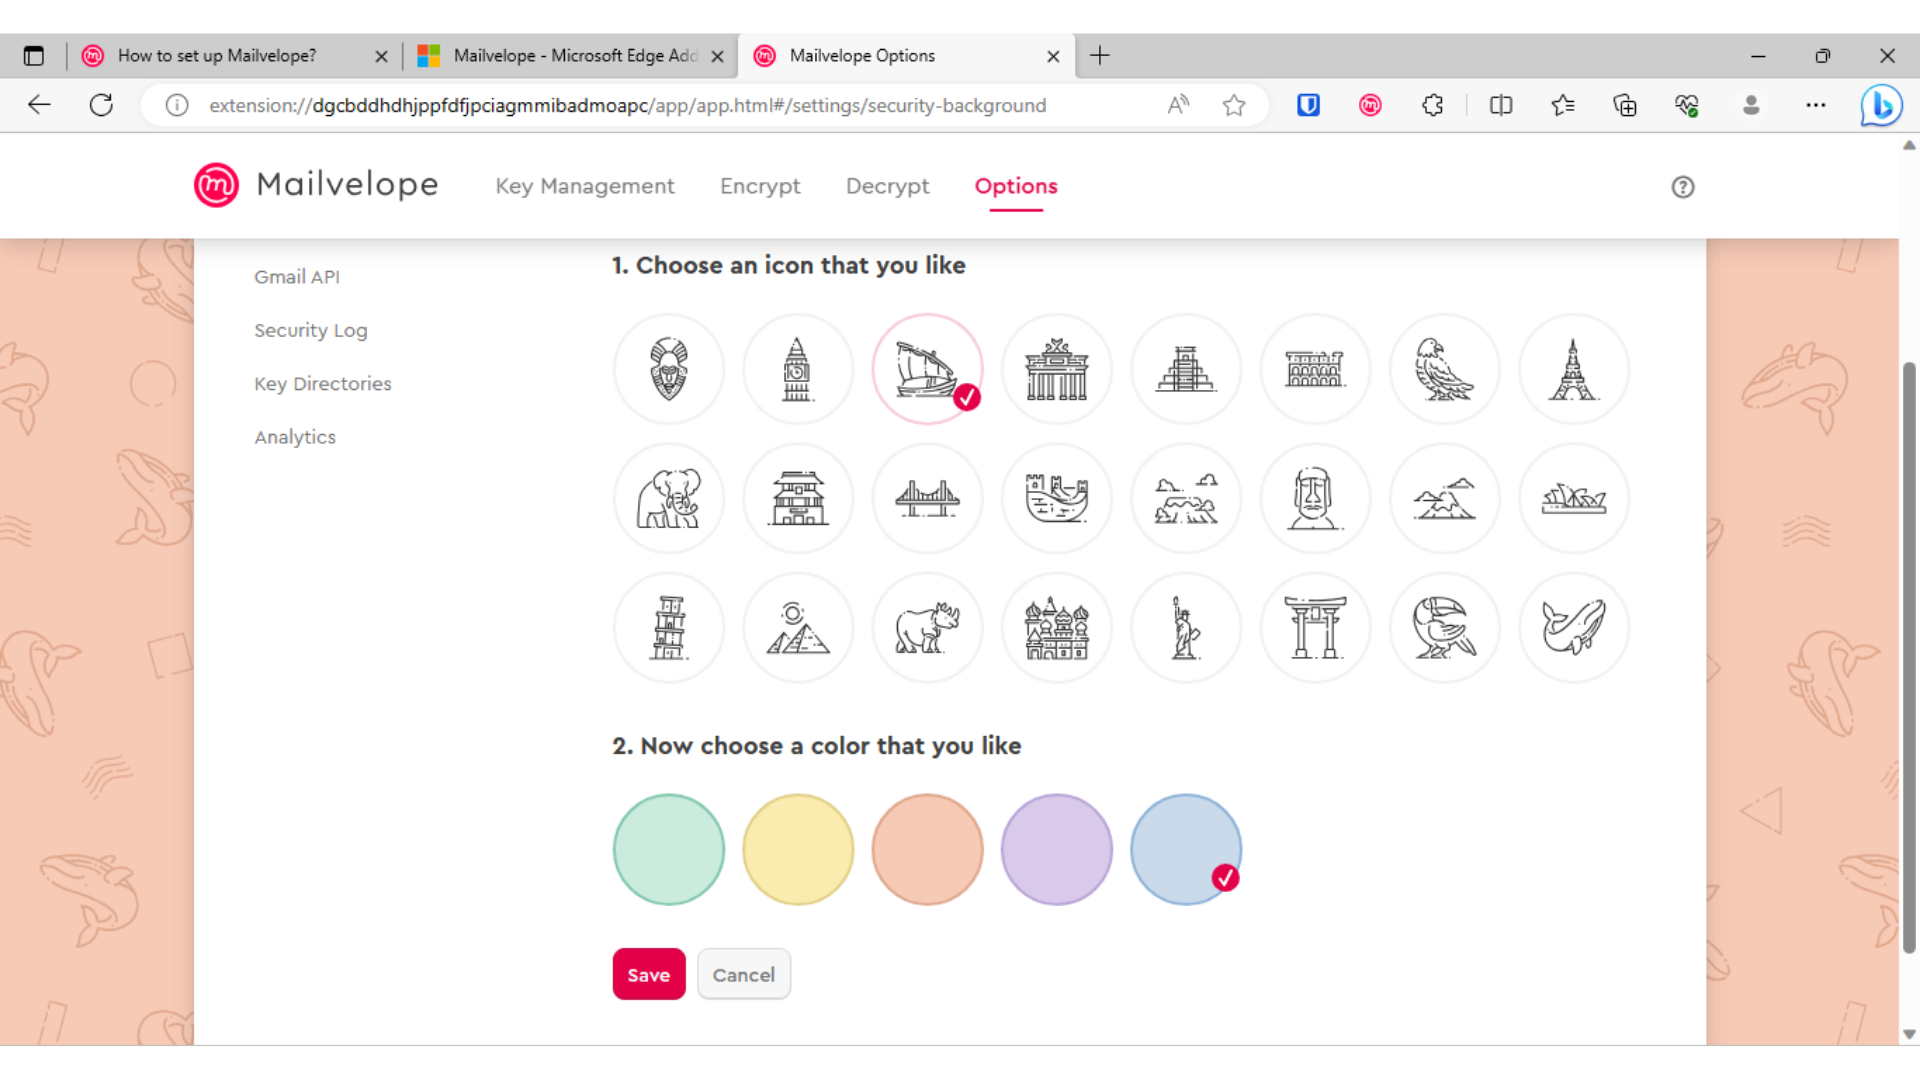 How to set up Mailvelope?
Mailvelope - Microsoft Edge Add
Mailvelope Options
extension://dgcbddhdhjppfdfjpciagmmibadmoapc/app/app.html#/settings/security-background
Mailvelope
Key Management
Encrypt
Decrypt
Options
Gmail API
Security Log
Key Directories
Analytics
1. Choose an icon that you like
2. Now choose a color that you like
Save
Cancel